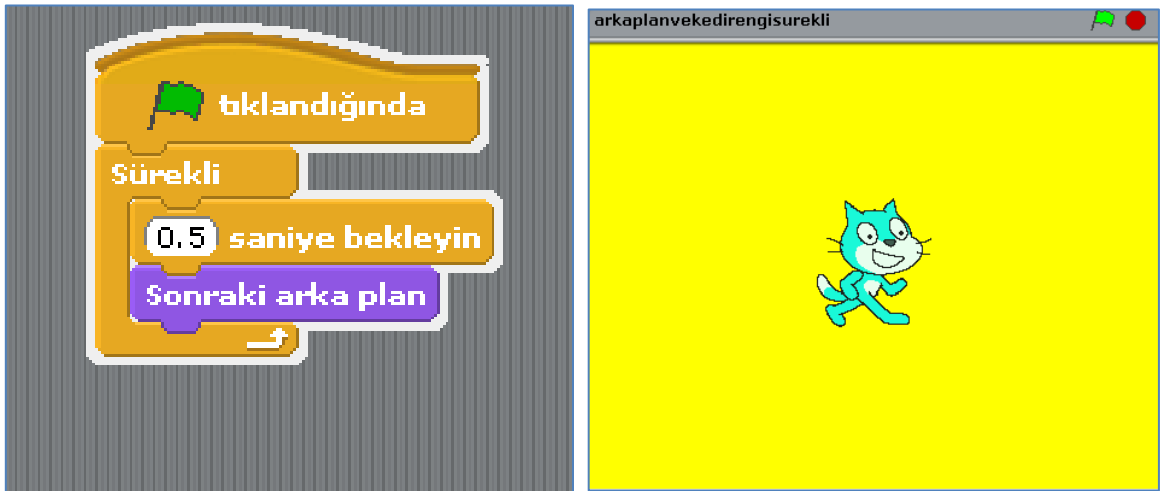 tıklandığında
Sürekli
0.5 saniye bekleyin
Sonraki arka plan
arkaplanvekedirengisurekli